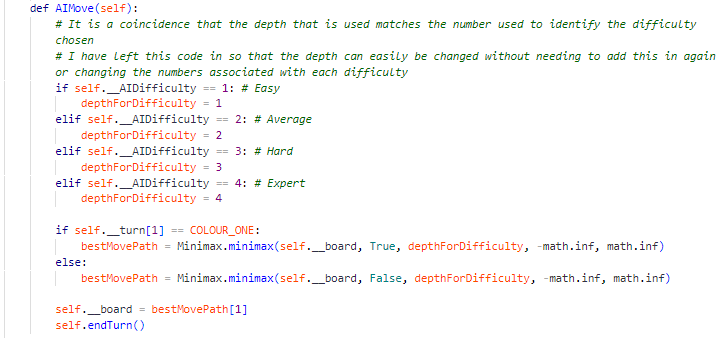 def AIMove(self):
# It is a coincidence that the depth that is used matches the number used to identify the difficulty
chosen
# I have left this code in so that the depth can easily be changed without needing to add this in again
or changing the numbers associated with each difficulty
if self.__AIDifficulty == 1: # Easy
depthForDifficulty = 1
elif self.__AIDifficulty == 2: # Average
depthForDifficulty = 2
elif self.__AIDifficulty == 3: # Hard
depthForDifficulty = 3
elif self.__AIDifficulty == 4: # Expert
depthForDifficulty = 4
if self.__turn[1] == COLOUR_ONE:
bestMovePath = Minimax.minimax(self.__board, True, depthForDifficulty, -math.inf, math.inf)
else:
bestMovePath = Minimax.minimax(self.__board, False, depthForDifficulty, -math.inf, math.inf)
self.__board = bestMovePath[1]
self.endTurn()